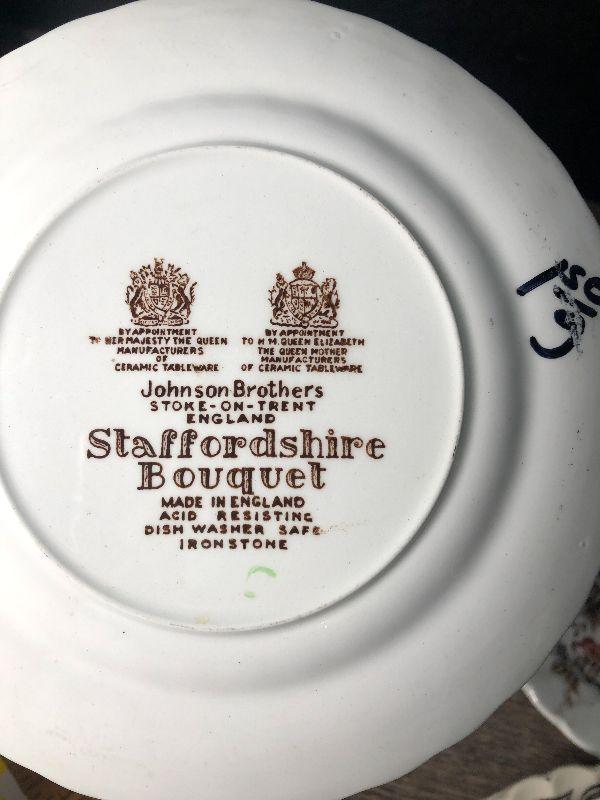 BY APPOINTMENT
TO HER MAJESTY THE QUEEN
MANUFACTURERS
OF
CERAMIC TABLEWARE
BY APPOINTMENT
TO H M QUEEN ELIZABETH
THE QUEEN MOTHER
MANUFACTURERS
OF CERAMIC TABLEWARE
Johnson Brothers
STOKE-ON-TRENT
ENGLAND
Staffordshire
Bouquet
MADE IN ENGLAND
ACID RESISTING
DISH WASHER SAFE
IRONSTONE